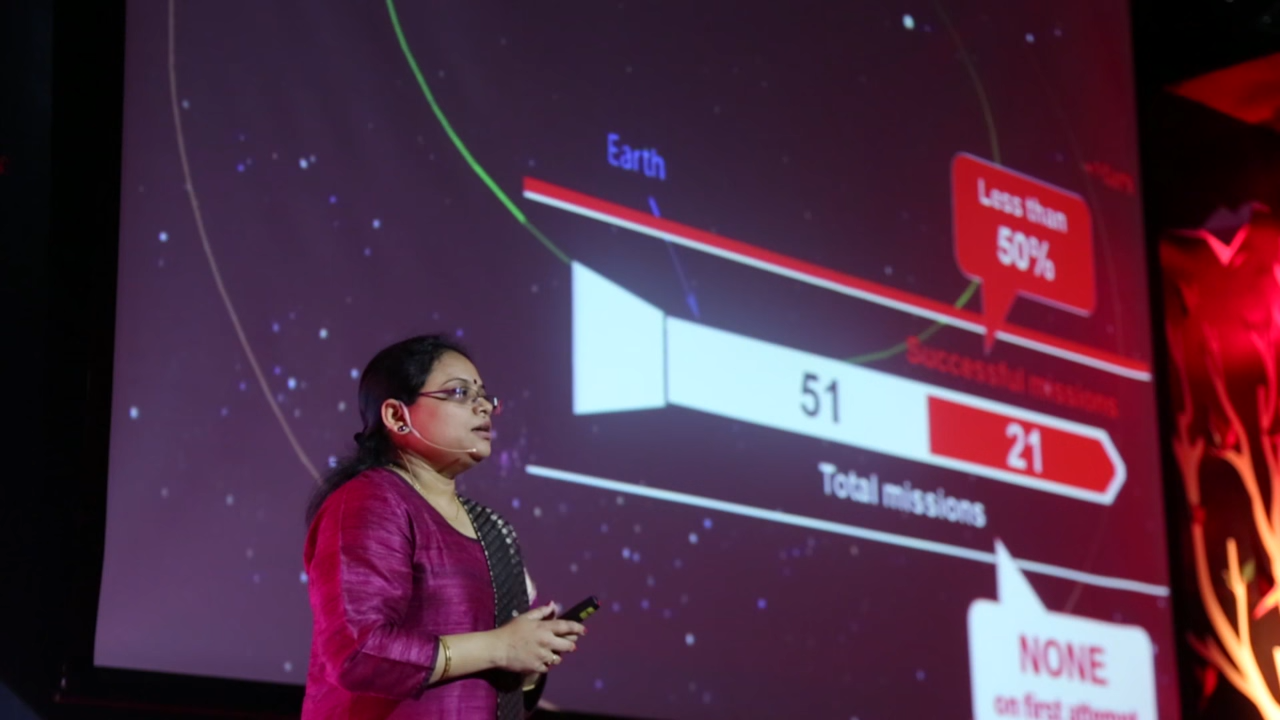 Earth
Less than
50%
Successful missions
51
21
Total missions
NONE
on first attempt